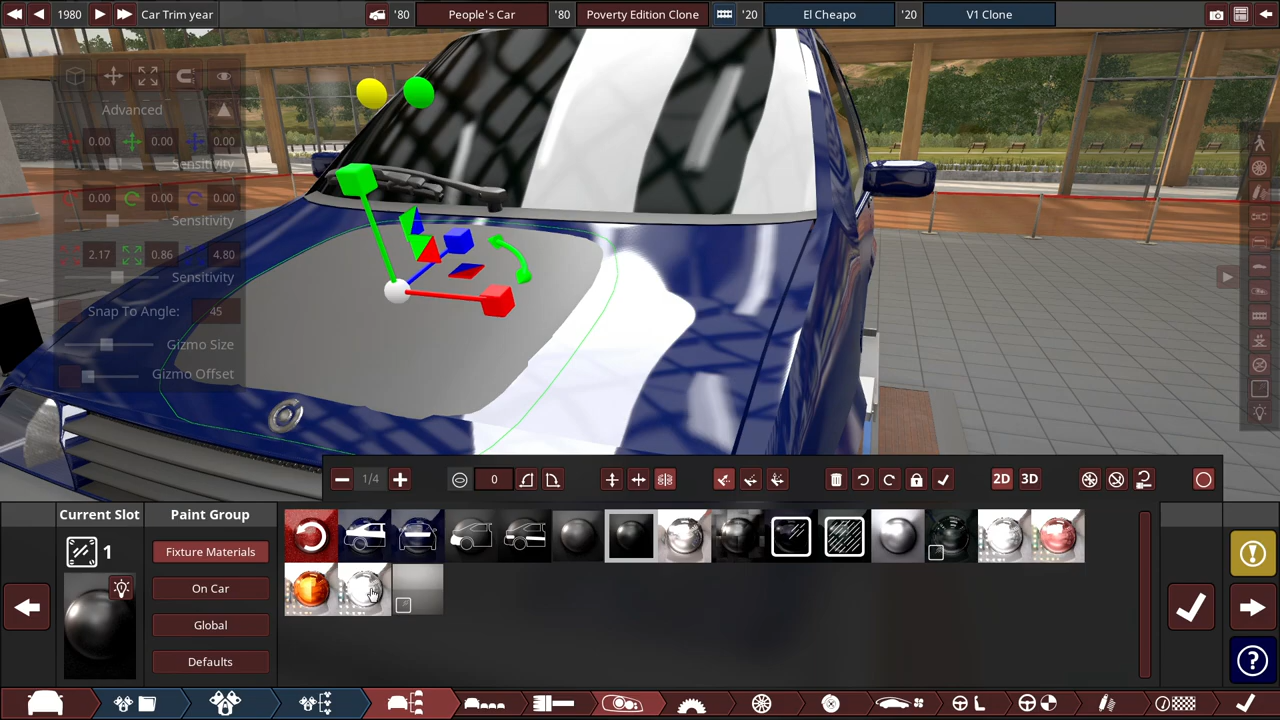 1980 Car Trim year '80 People's Car '80 Poverty Edition Clone '20 El Cheapo '20 V1 Clone
Advanced
0.00 0.00 0.00
Sensitivity
0.00 0.00 0.00
Sensitivity
2.17 0.86 4.80
Sensitivity
Snap To Angle: 45
Gizmo Size
Gizmo Offset
1/4 0 2D 3D
Current Slot
1
Paint Group
Fixture Materials
On Car
Global
Defaults